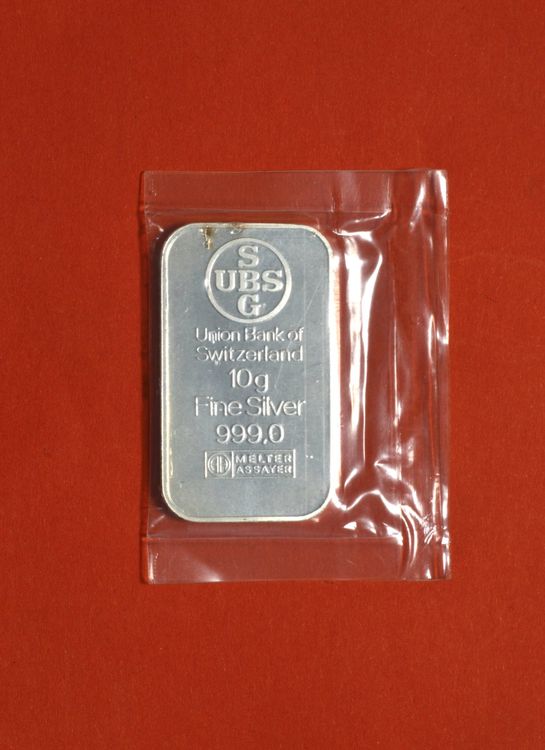 S
UBS
G
Union Bank of
Switzerland
10g
Fine Silver
999,0
MELTER
ASSAYER